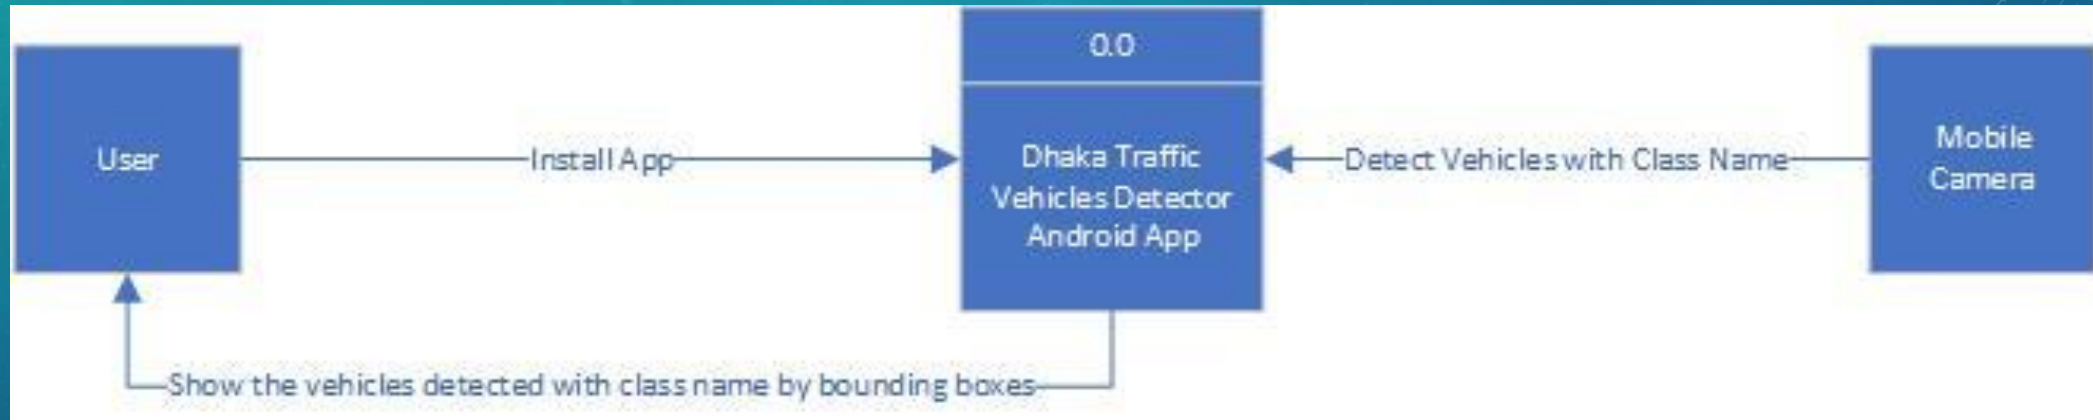 0.0
User
Install App
Dhaka Traffic
Vehicles Detector
Android App
Detect Vehicles with Class Name
Mobile
Camera
Show the vehicles detected with class name by bounding boxes